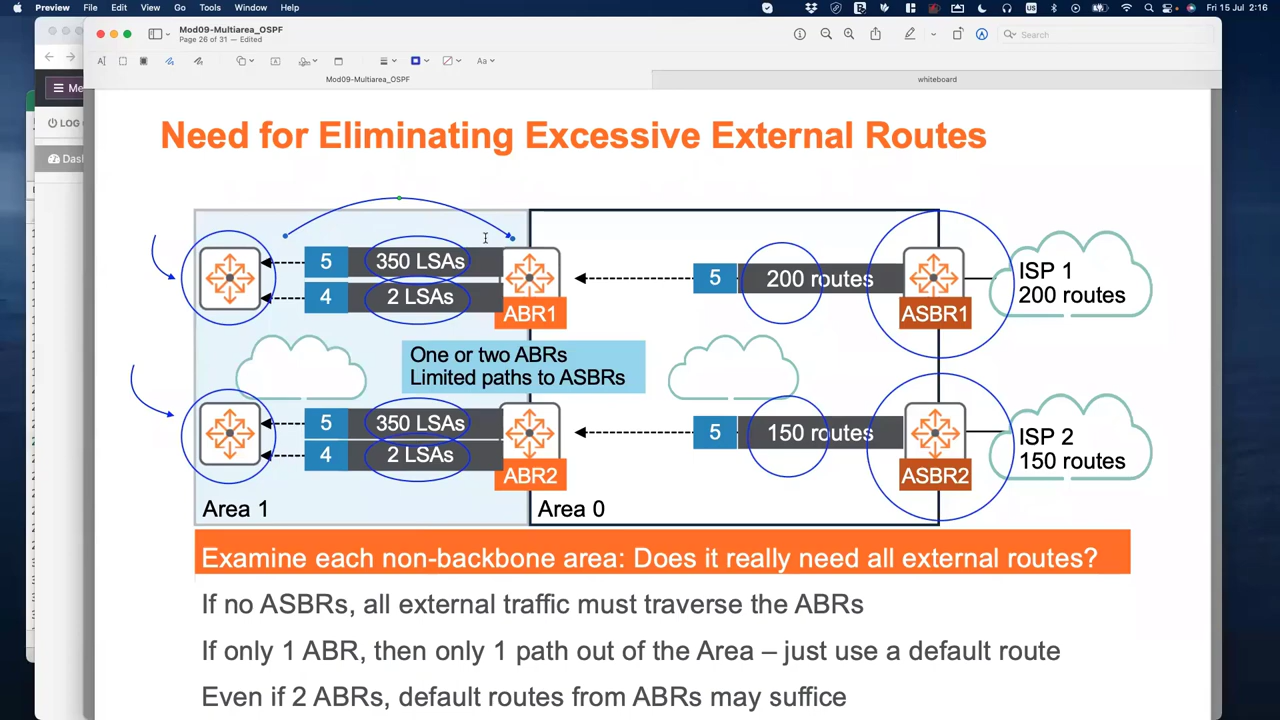 Preview File Edit View Go Tools Window Help
US
Fri 15 Jul 2:16
Mod09-Multiarea_OSPF
Page 26 of 31 — Edited
Search
Aa
Mod09-Multiarea_OSPF
whiteboard
Me
LOG
Dash
Need for Eliminating Excessive External Routes
5 350 LSAs
4 2 LSAs
ABR1
5 200 routes
ASBR1
ISP 1
200 routes
One or two ABRs
Limited paths to ASBRs
5 350 LSAs
4 2 LSAs
ABR2
5 150 routes
ASBR2
ISP 2
150 routes
Area 1
Area 0
Examine each non-backbone area: Does it really need all external routes?
If no ASBRs, all external traffic must traverse the ABRs
If only 1 ABR, then only 1 path out of the Area – just use a default route
Even if 2 ABRs, default routes from ABRs may suffice